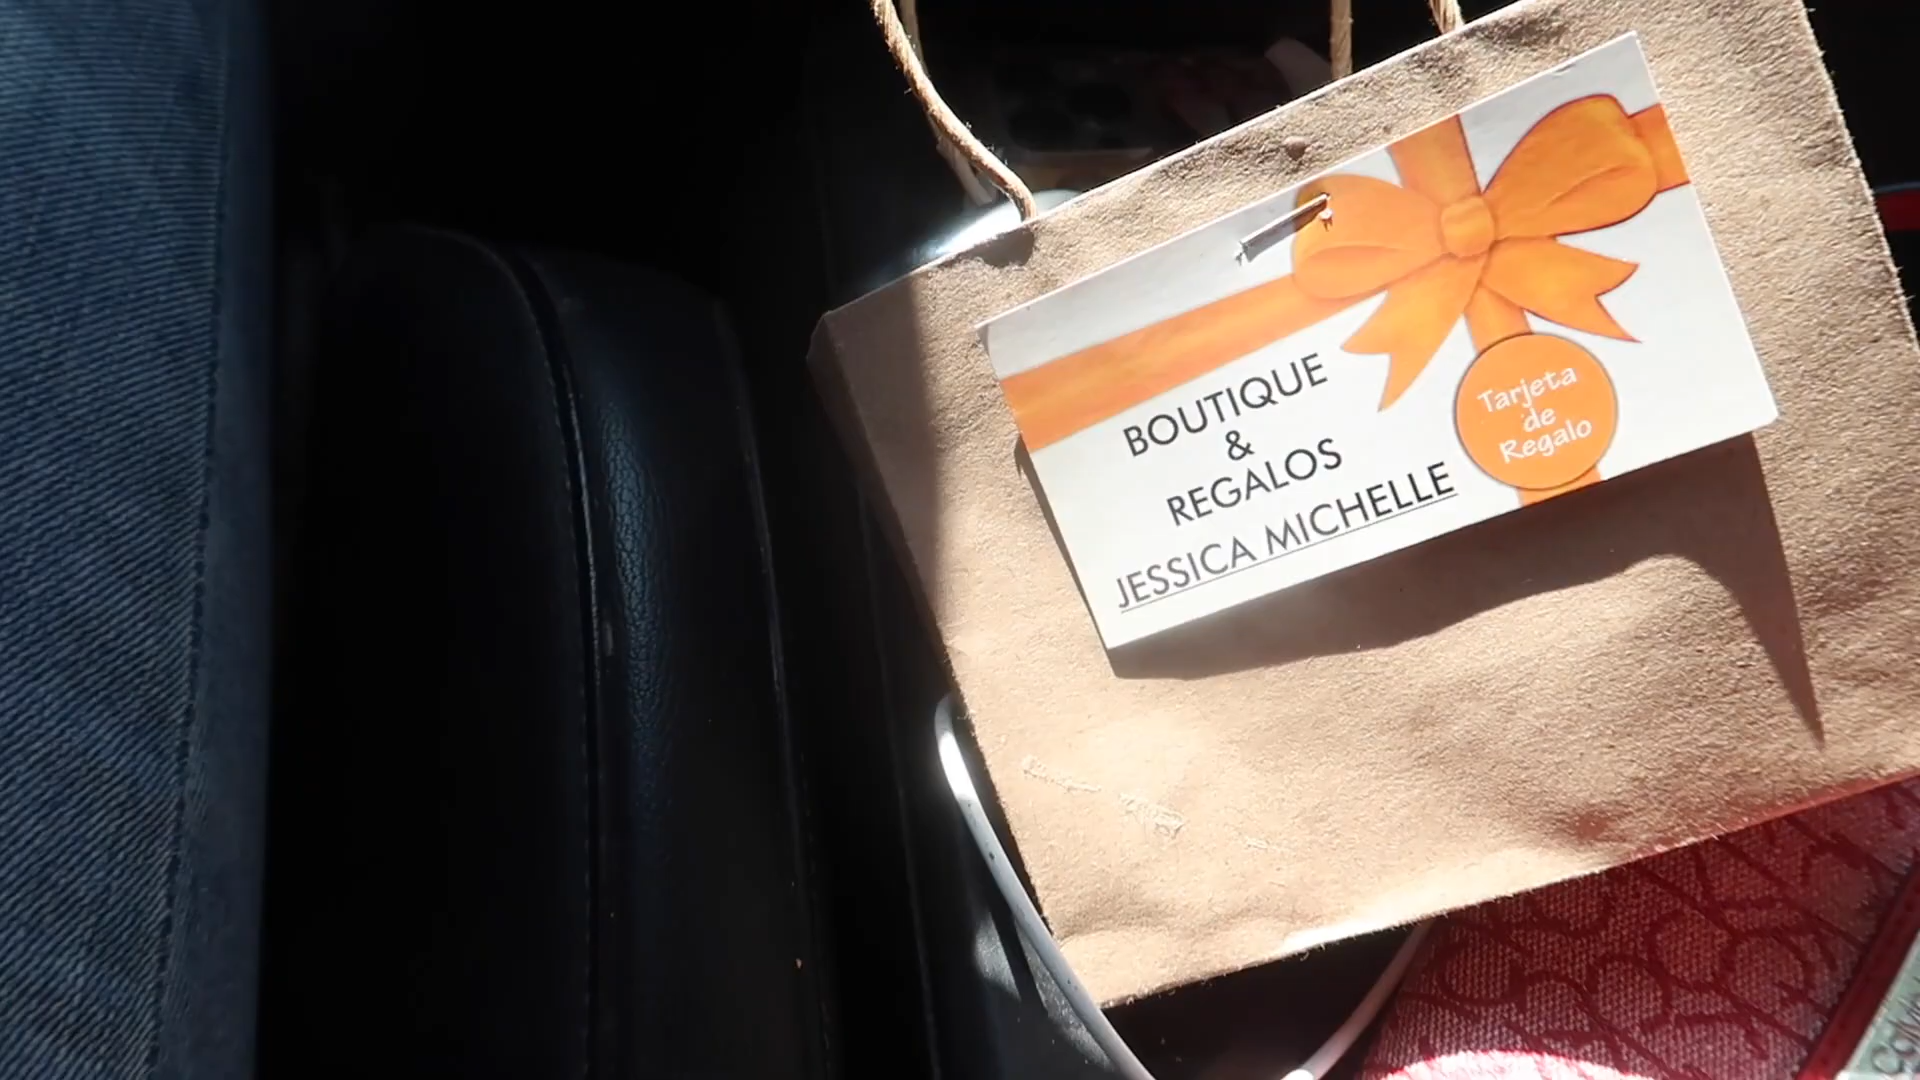 BOUTIQUE
&
REGALOS
JESSICA MICHELLE
Tarjeta
de
Regalo